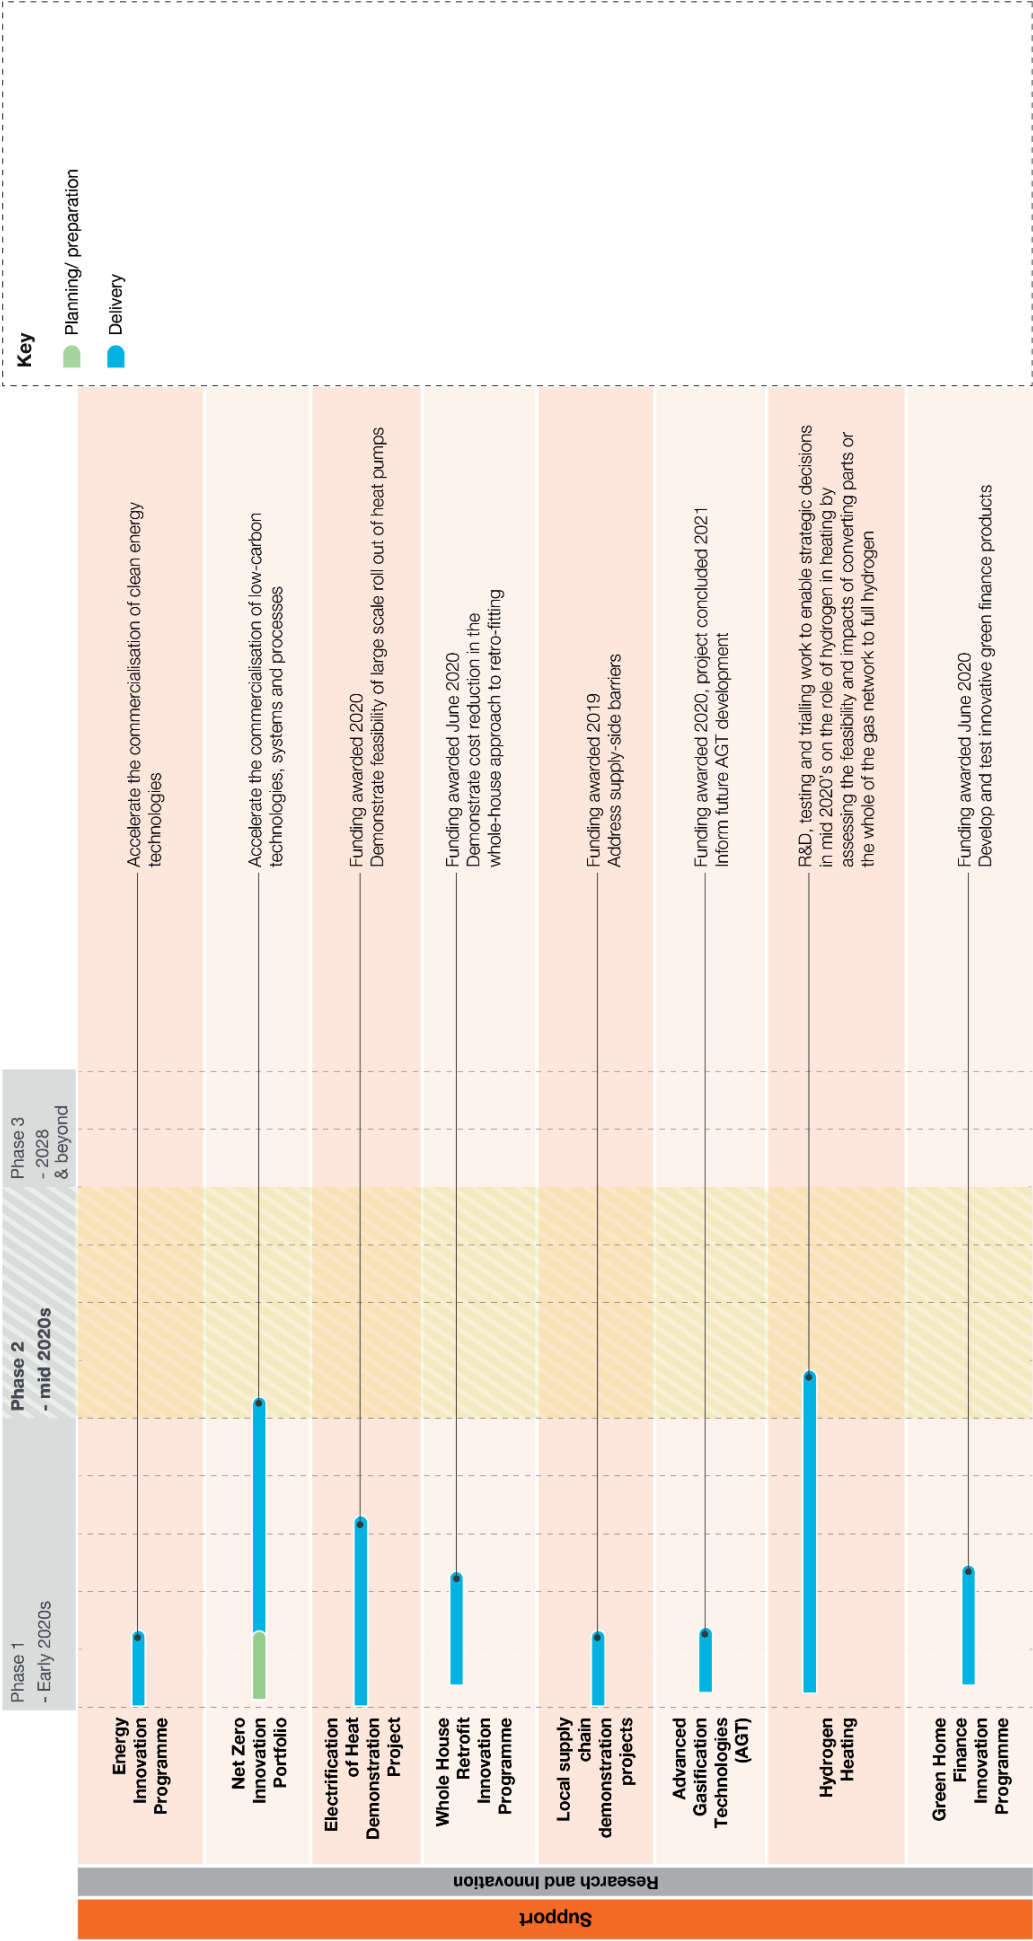 Support
Research and Innovation
Phase 1
- Early 2020s
Phase 2
- mid 2020s
Phase 3
- 2028
& beyond
Energy
Innovation
Programme
Accelerate the commercialisation of clean energy
technologies
Net Zero
Innovation
Portfolio
Accelerate the commercialisation of low-carbon
technologies, systems and processes
Electrification
of Heat
Demonstration
Project
Funding awarded 2020
Demonstrate feasibility of large scale roll out of heat pumps
Whole House
Retrofit
Innovation
Programme
Funding awarded June 2020
Demonstrate cost reduction in the
whole-house approach to retro-fitting
Local supply
chain
demonstration
projects
Funding awarded 2019
Address supply-side barriers
Advanced
Gasification
Technologies
(AGT)
Funding awarded 2020, project concluded 2021
Inform future AGT development
Hydrogen
Heating
R&D, testing and trialling work to enable strategic decisions
in mid 2020's on the role of hydrogen in heating by
assessing the feasibility and impacts of converting parts or
the whole of the gas network to full hydrogen
Green Home
Finance
Innovation
Programme
Funding awarded June 2020
Develop and test innovative green finance products
Key
Planning/ preparation
Delivery